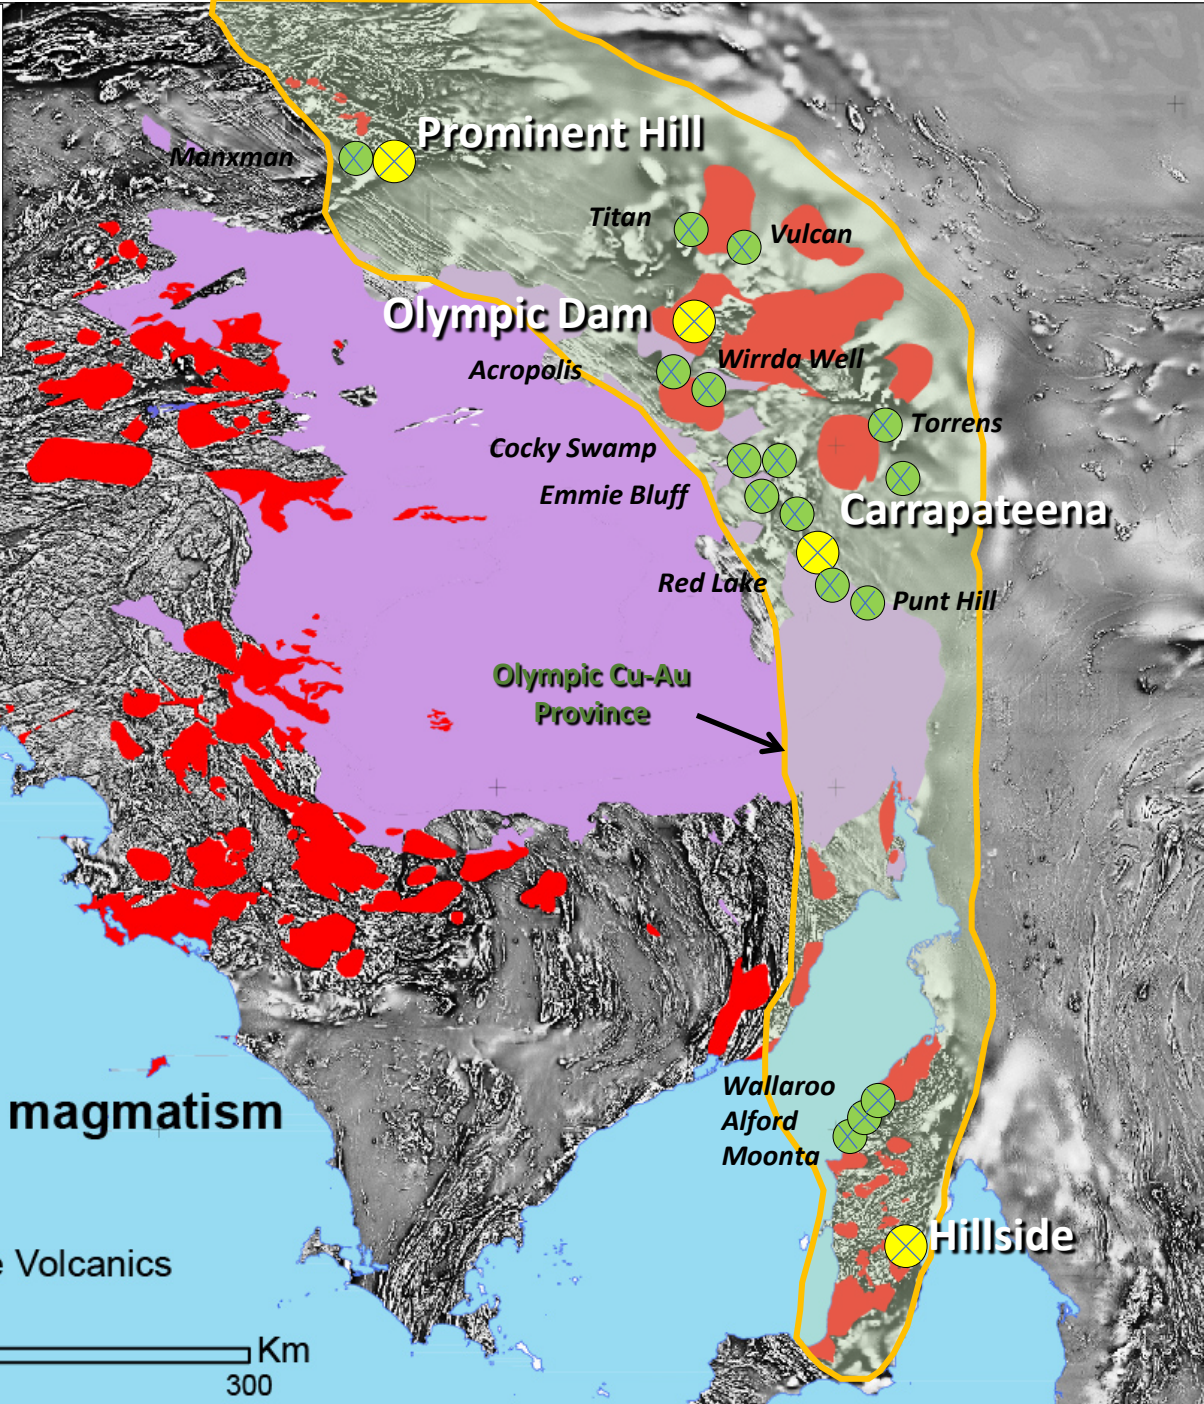 Prominent Hill
Manxman
Titan
Vulcan
Olympic Dam
Wirrda Well
Acropolis
Torrens
Cocky Swamp
Emmie Bluff
Carrapateena
Red Lake
Punt Hill
Olympic Cu-Au
Province
Wallaroo
magmatism
Alford
Moonta
Hillside
e Volcanics
Km
300